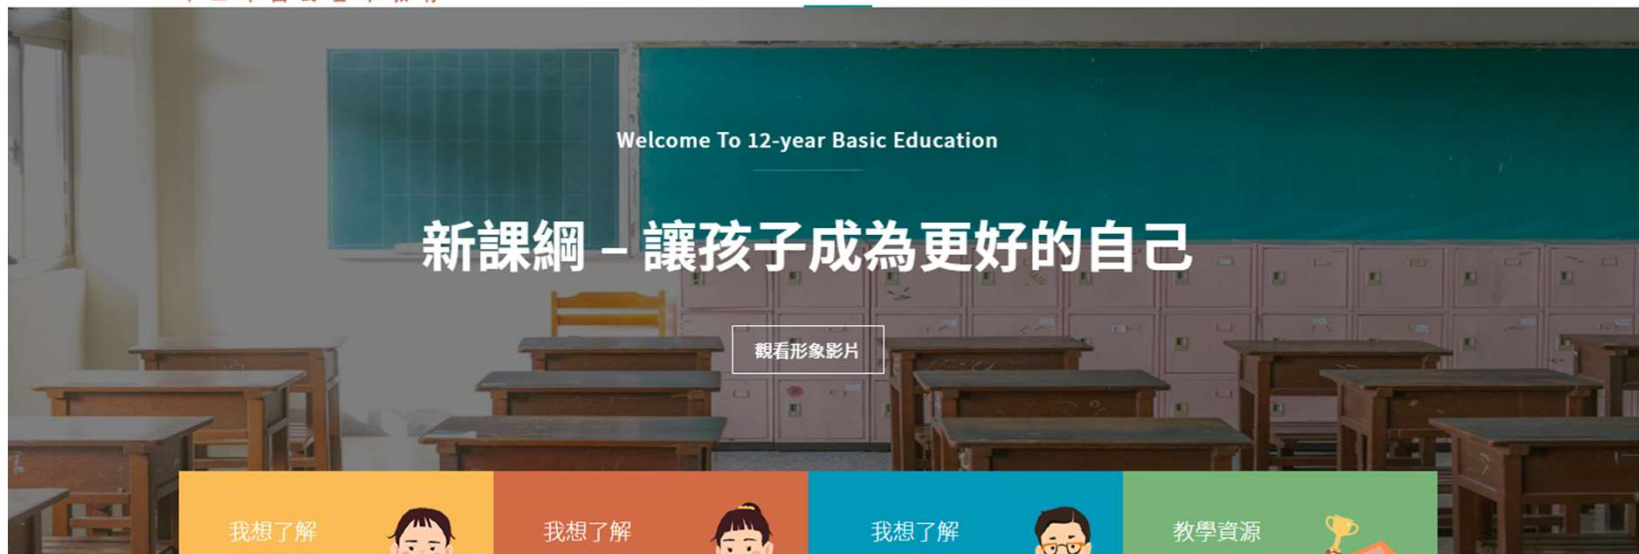 Welcome To 12-year Basic Education
新課綱 – 讓孩子成為更好的自己
觀看形象影片
我想了解
我想了解
我想了解
教學資源